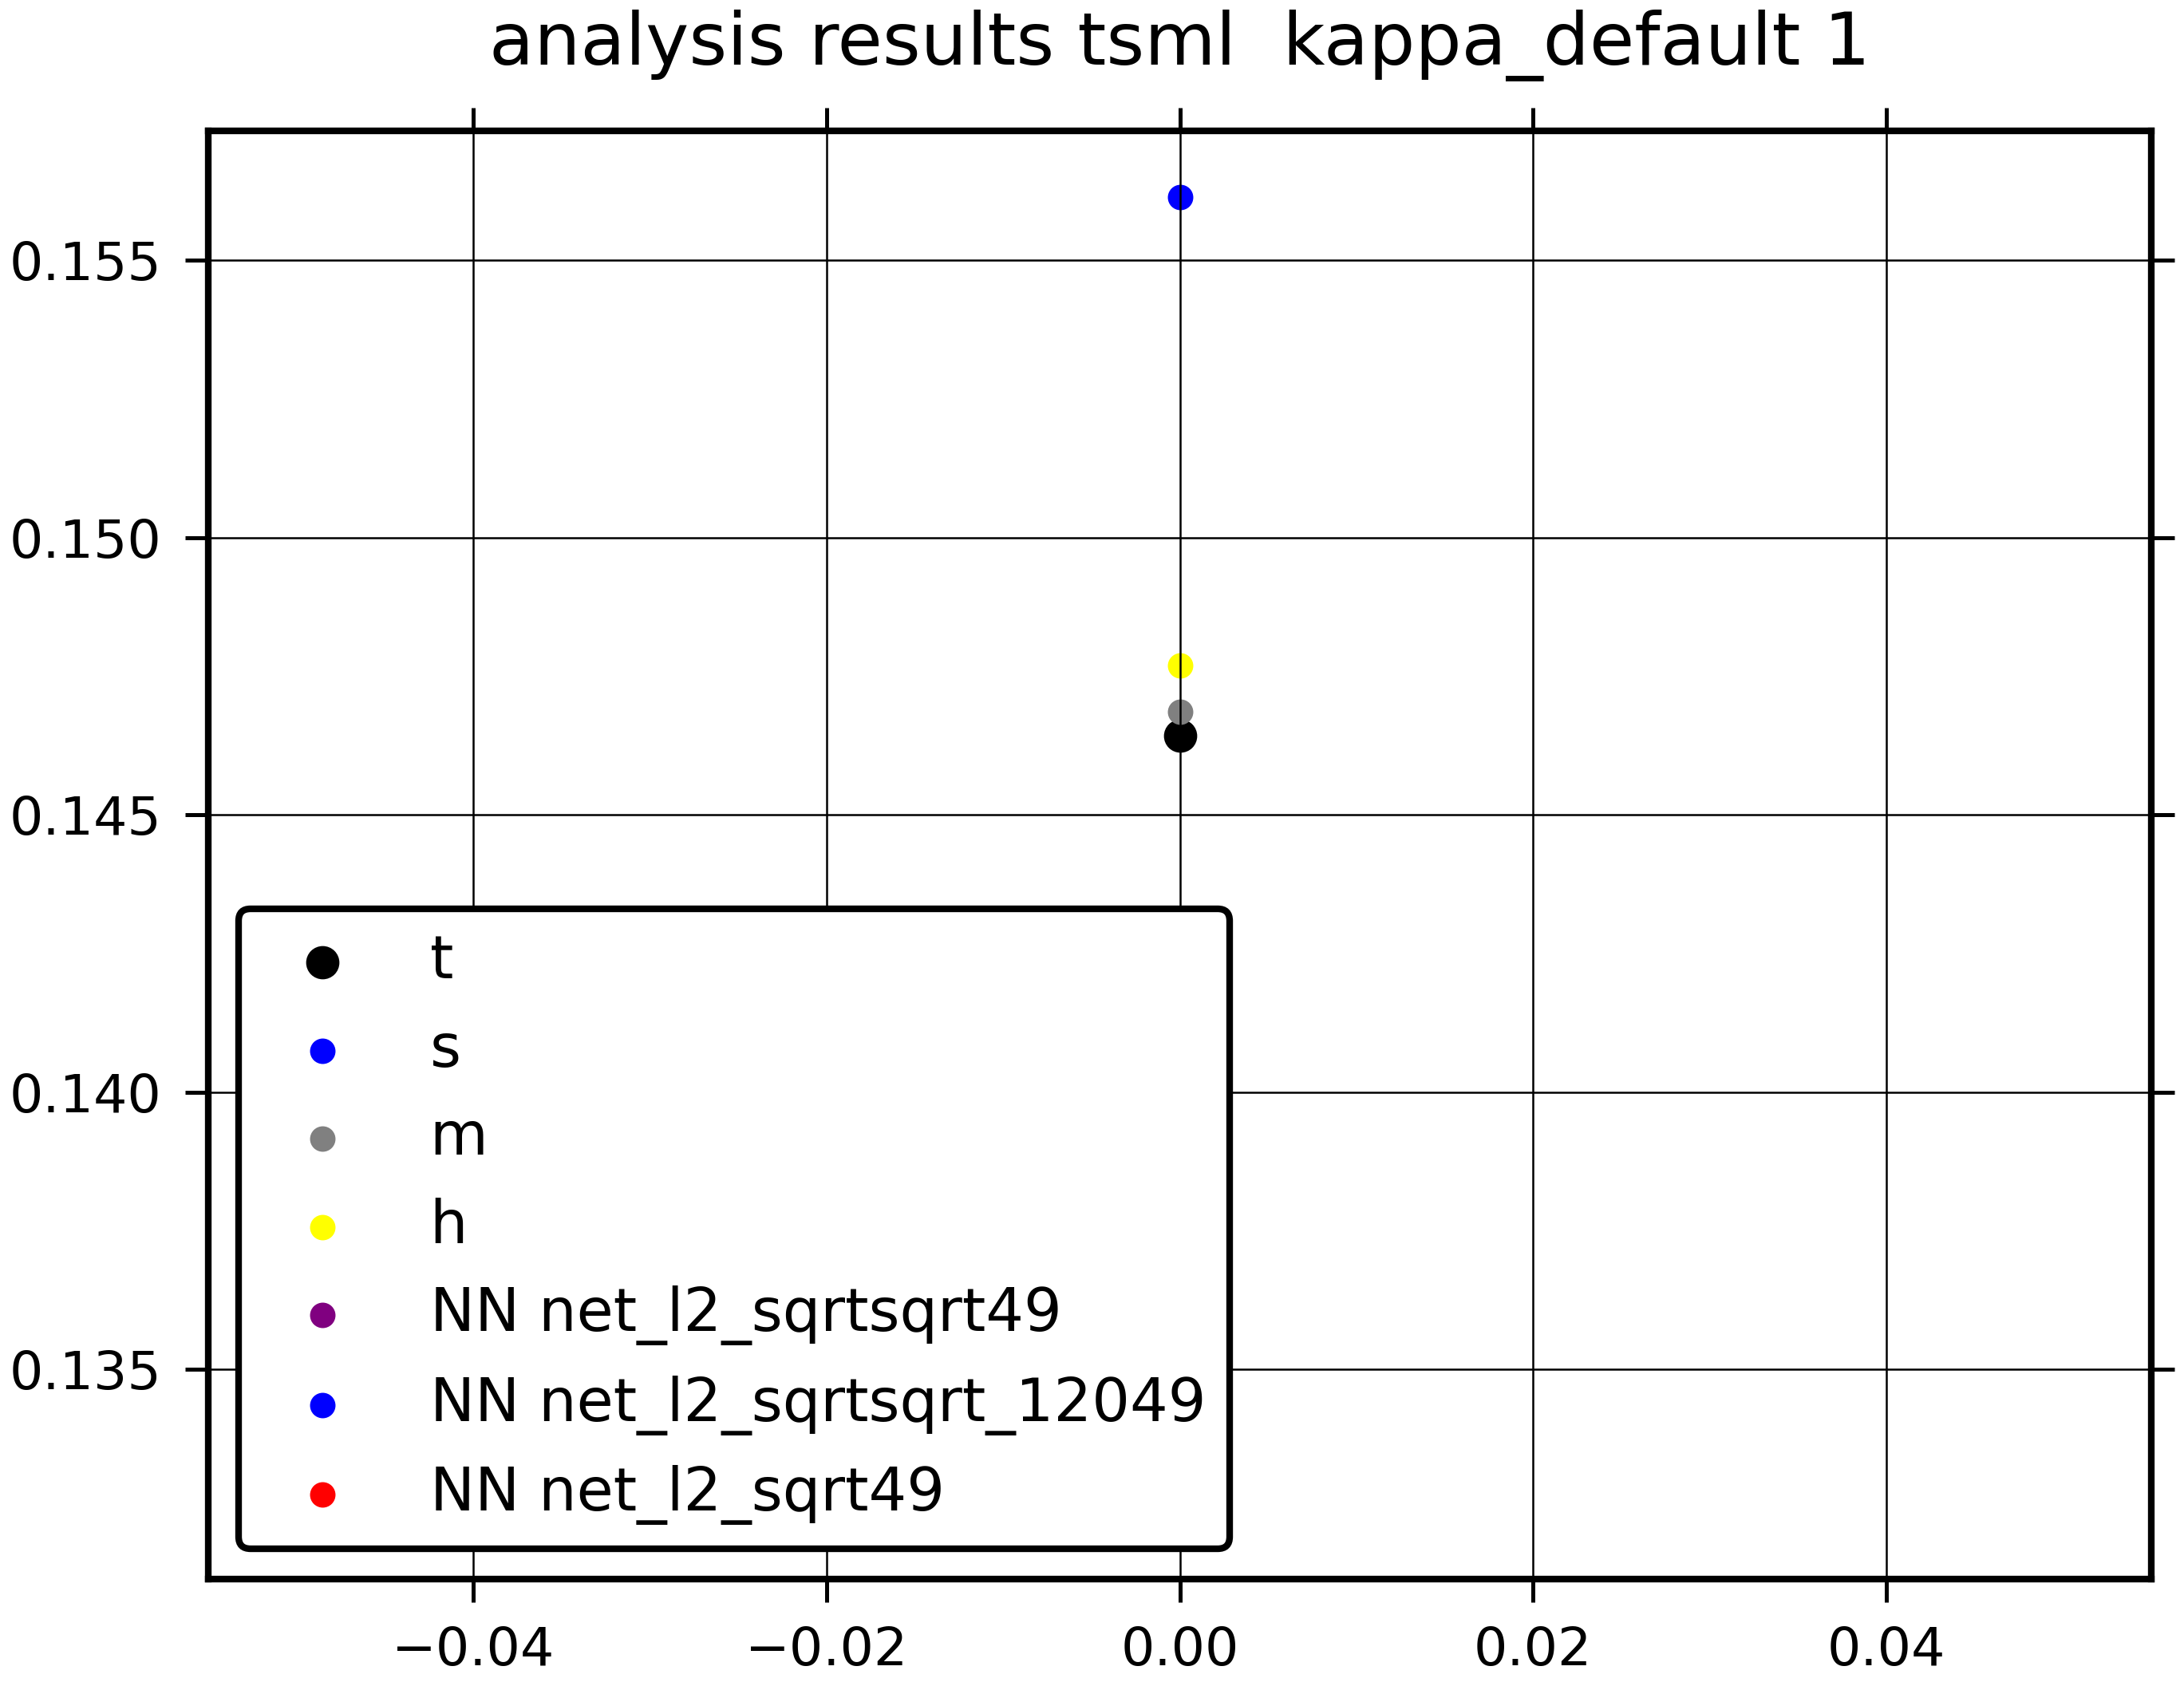 analysis results tsml  kappa_default 1
0.155
0.150
0.145
0.140
0.135
t
s
m
h
NN net_l2_sqrtsqrt49
NN net_l2_sqrtsqrt_12049
NN net_l2_sqrt49
−0.04 −0.02 0.00 0.02 0.04